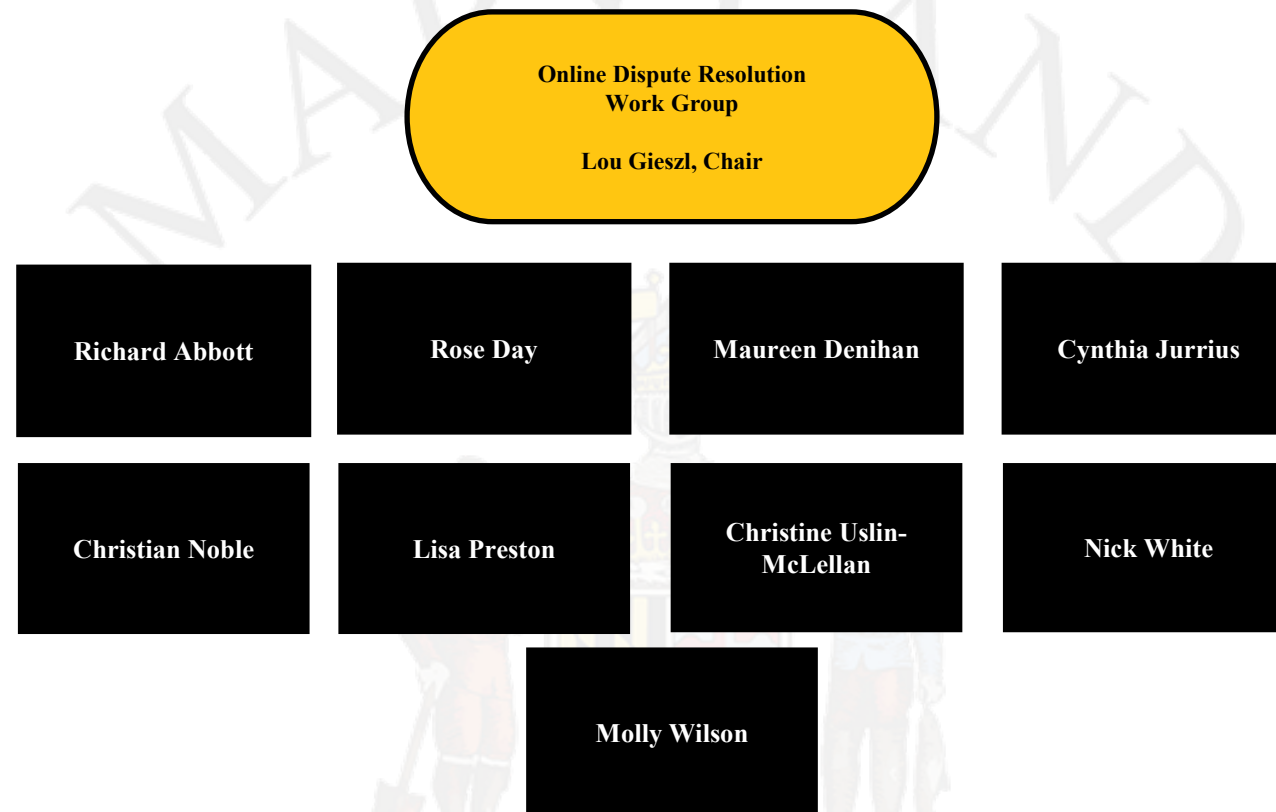 MARYLAND
Online Dispute Resolution
Work Group
Lou Gieszl, Chair
Richard Abbott
Rose Day
Maureen Denihan
Cynthia Jurrius
Christian Noble
Lisa Preston
Christine Uslin-
McLellan
Nick White
Molly Wilson